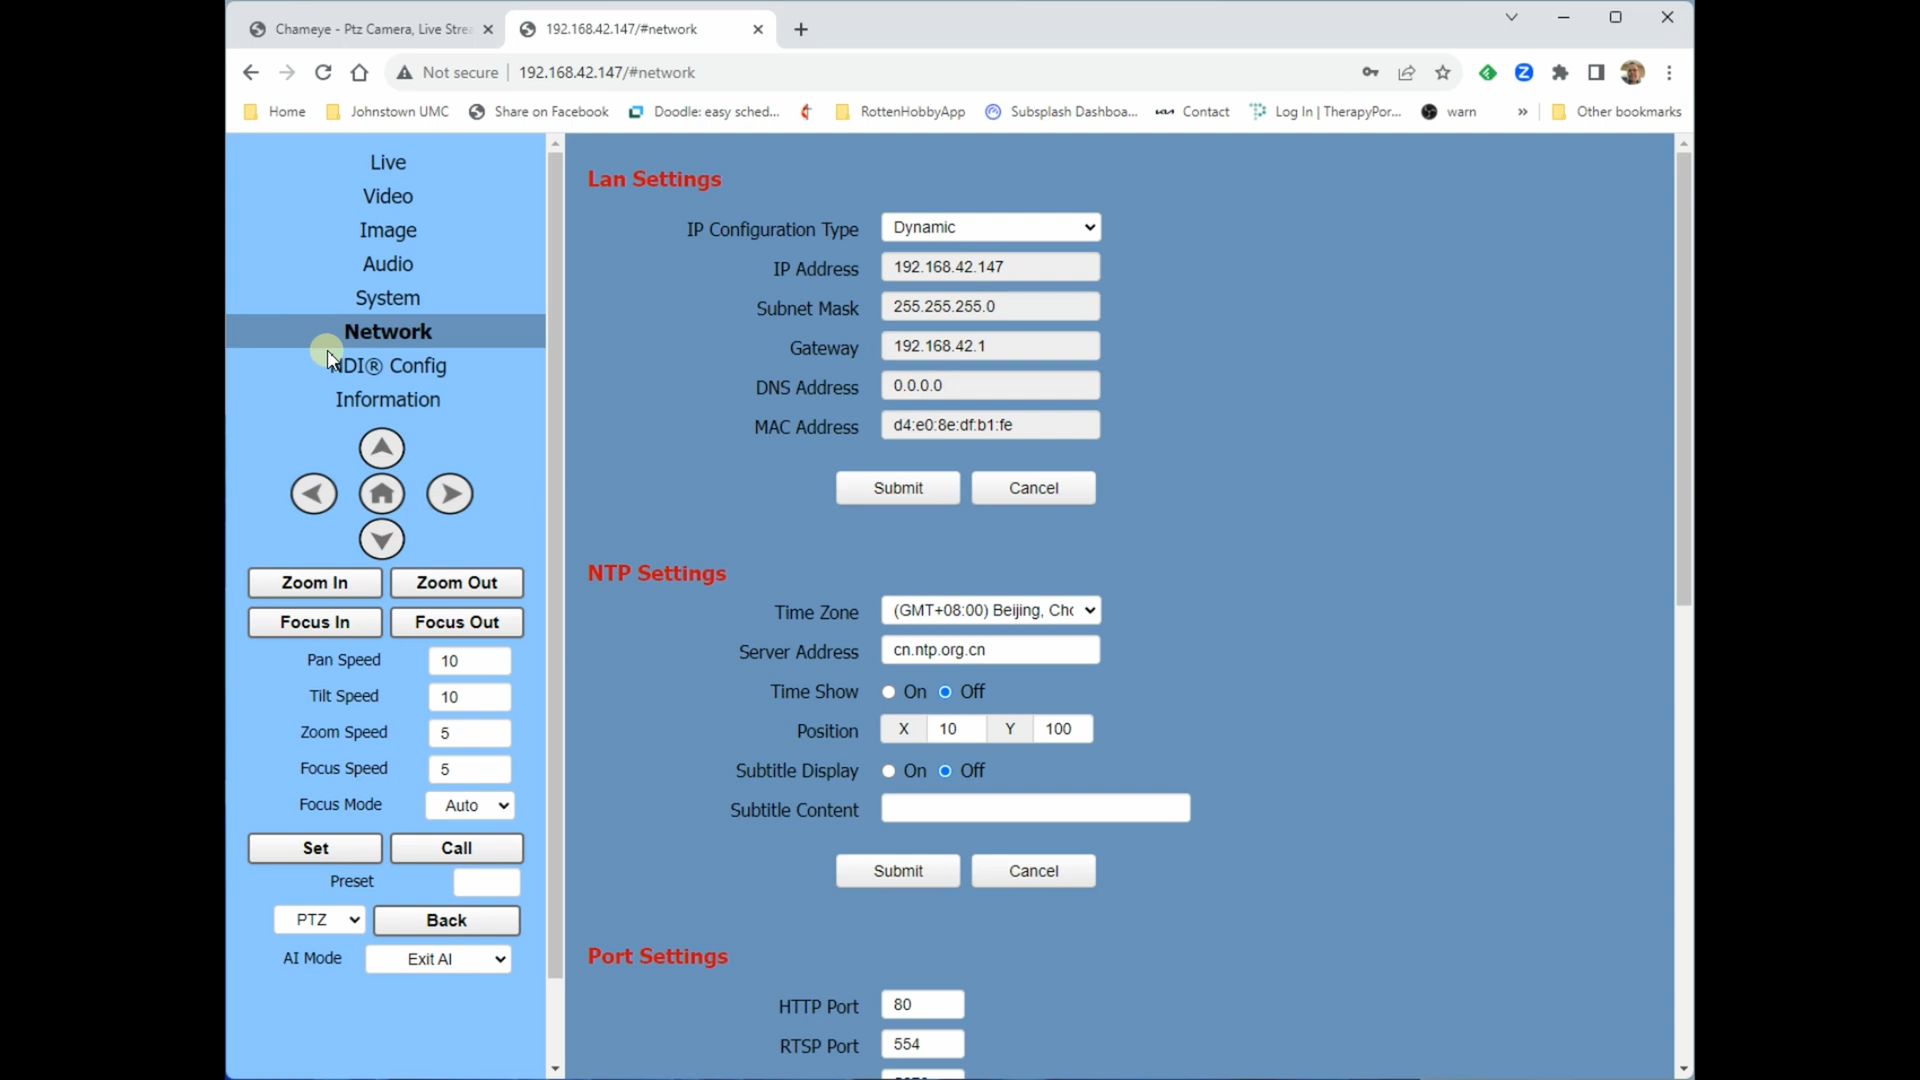 Chameye - Ptz Camera, Live Stre
192.168.42.147/#network
Not secure
192.168.42.147/#network
Home
Johnstown UMC
Share on Facebook
Doodle: easy sched...
RottenHobbyApp
Subsplash Dashboa...
Contact
Log In | TherapyPor...
warn
»
Other bookmarks
Live
Video
Image
Audio
System
Network
NDI® Config
Information
Zoom In
Zoom Out
Focus In
Focus Out
Pan Speed 10
Tilt Speed 10
Zoom Speed 5
Focus Speed 5
Focus Mode Auto
Set
Call
Preset
PTZ
Back
AI Mode Exit AI
Lan Settings
IP Configuration Type Dynamic
IP Address 192.168.42.147
Subnet Mask 255.255.255.0
Gateway 192.168.42.1
DNS Address 0.0.0.0
MAC Address d4:e0:8e:df:b1:fe
Submit
Cancel
NTP Settings
Time Zone (GMT+08:00) Beijing, Chc
Server Address cn.ntp.org.cn
Time Show On Off
Position X 10 Y 100
Subtitle Display On Off
Subtitle Content
Submit
Cancel
Port Settings
HTTP Port 80
RTSP Port 554